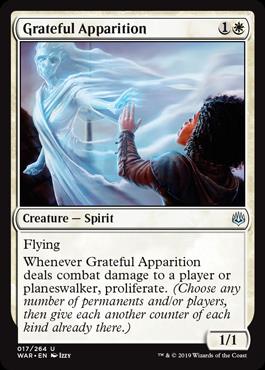 Grateful Apparition 1
Creature — Spirit
Flying
Whenever Grateful Apparition
deals combat damage to a player or
planeswalker, proliferate. (Choose any
number of permanents and/or players,
then give each another counter of each
kind already there.)
1/1
017/264 U
WAR • EN Izzy
™ & © 2019 Wizards of the Coast